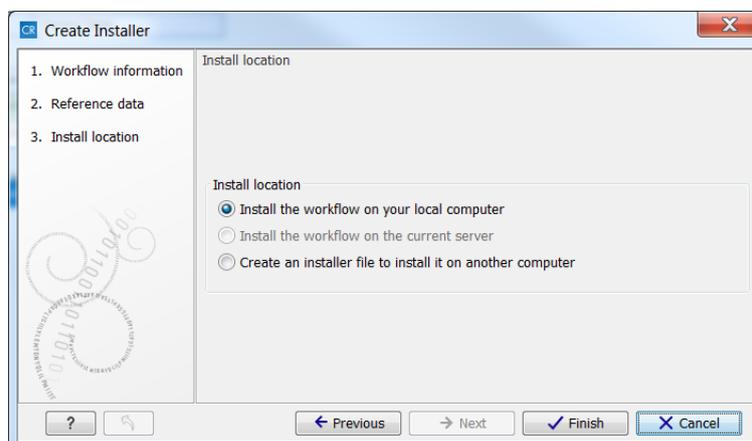 CR Create Installer
X
1. Workflow information
2. Reference data
3. Install location
Install location
Install location
Install the workflow on your local computer
Install the workflow on the current server
Create an installer file to install it on another computer
?
Previous
Next
Finish
Cancel